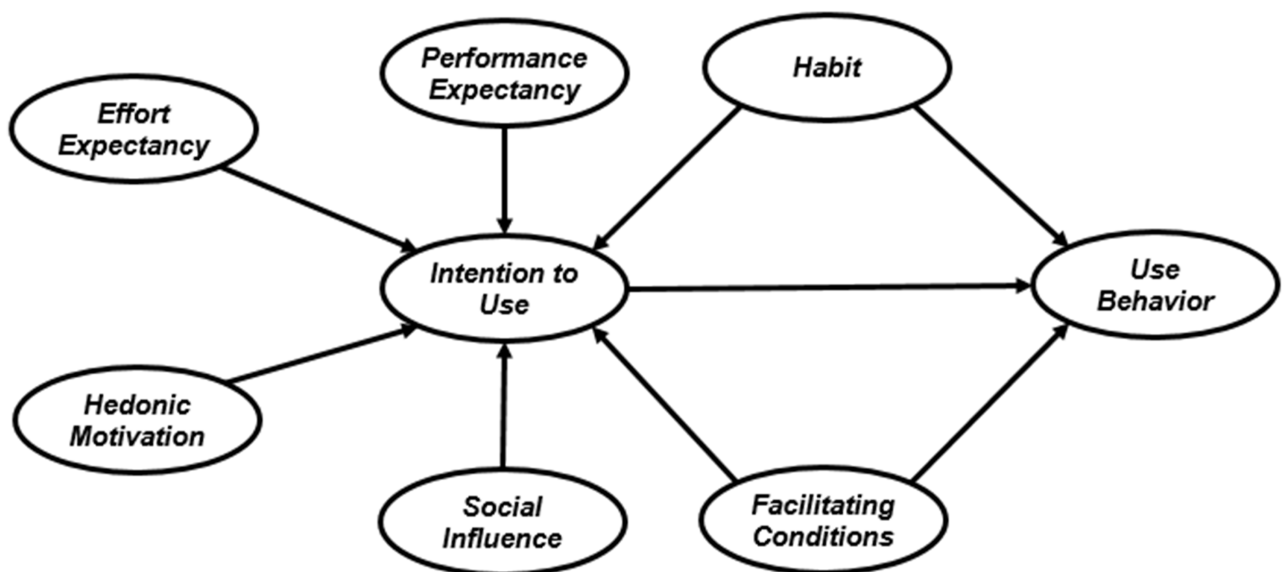 Performance
Expectancy
Habit
Effort
Expectancy
Intention to
Use
Use
Behavior
Hedonic
Motivation
Social
Influence
Facilitating
Conditions